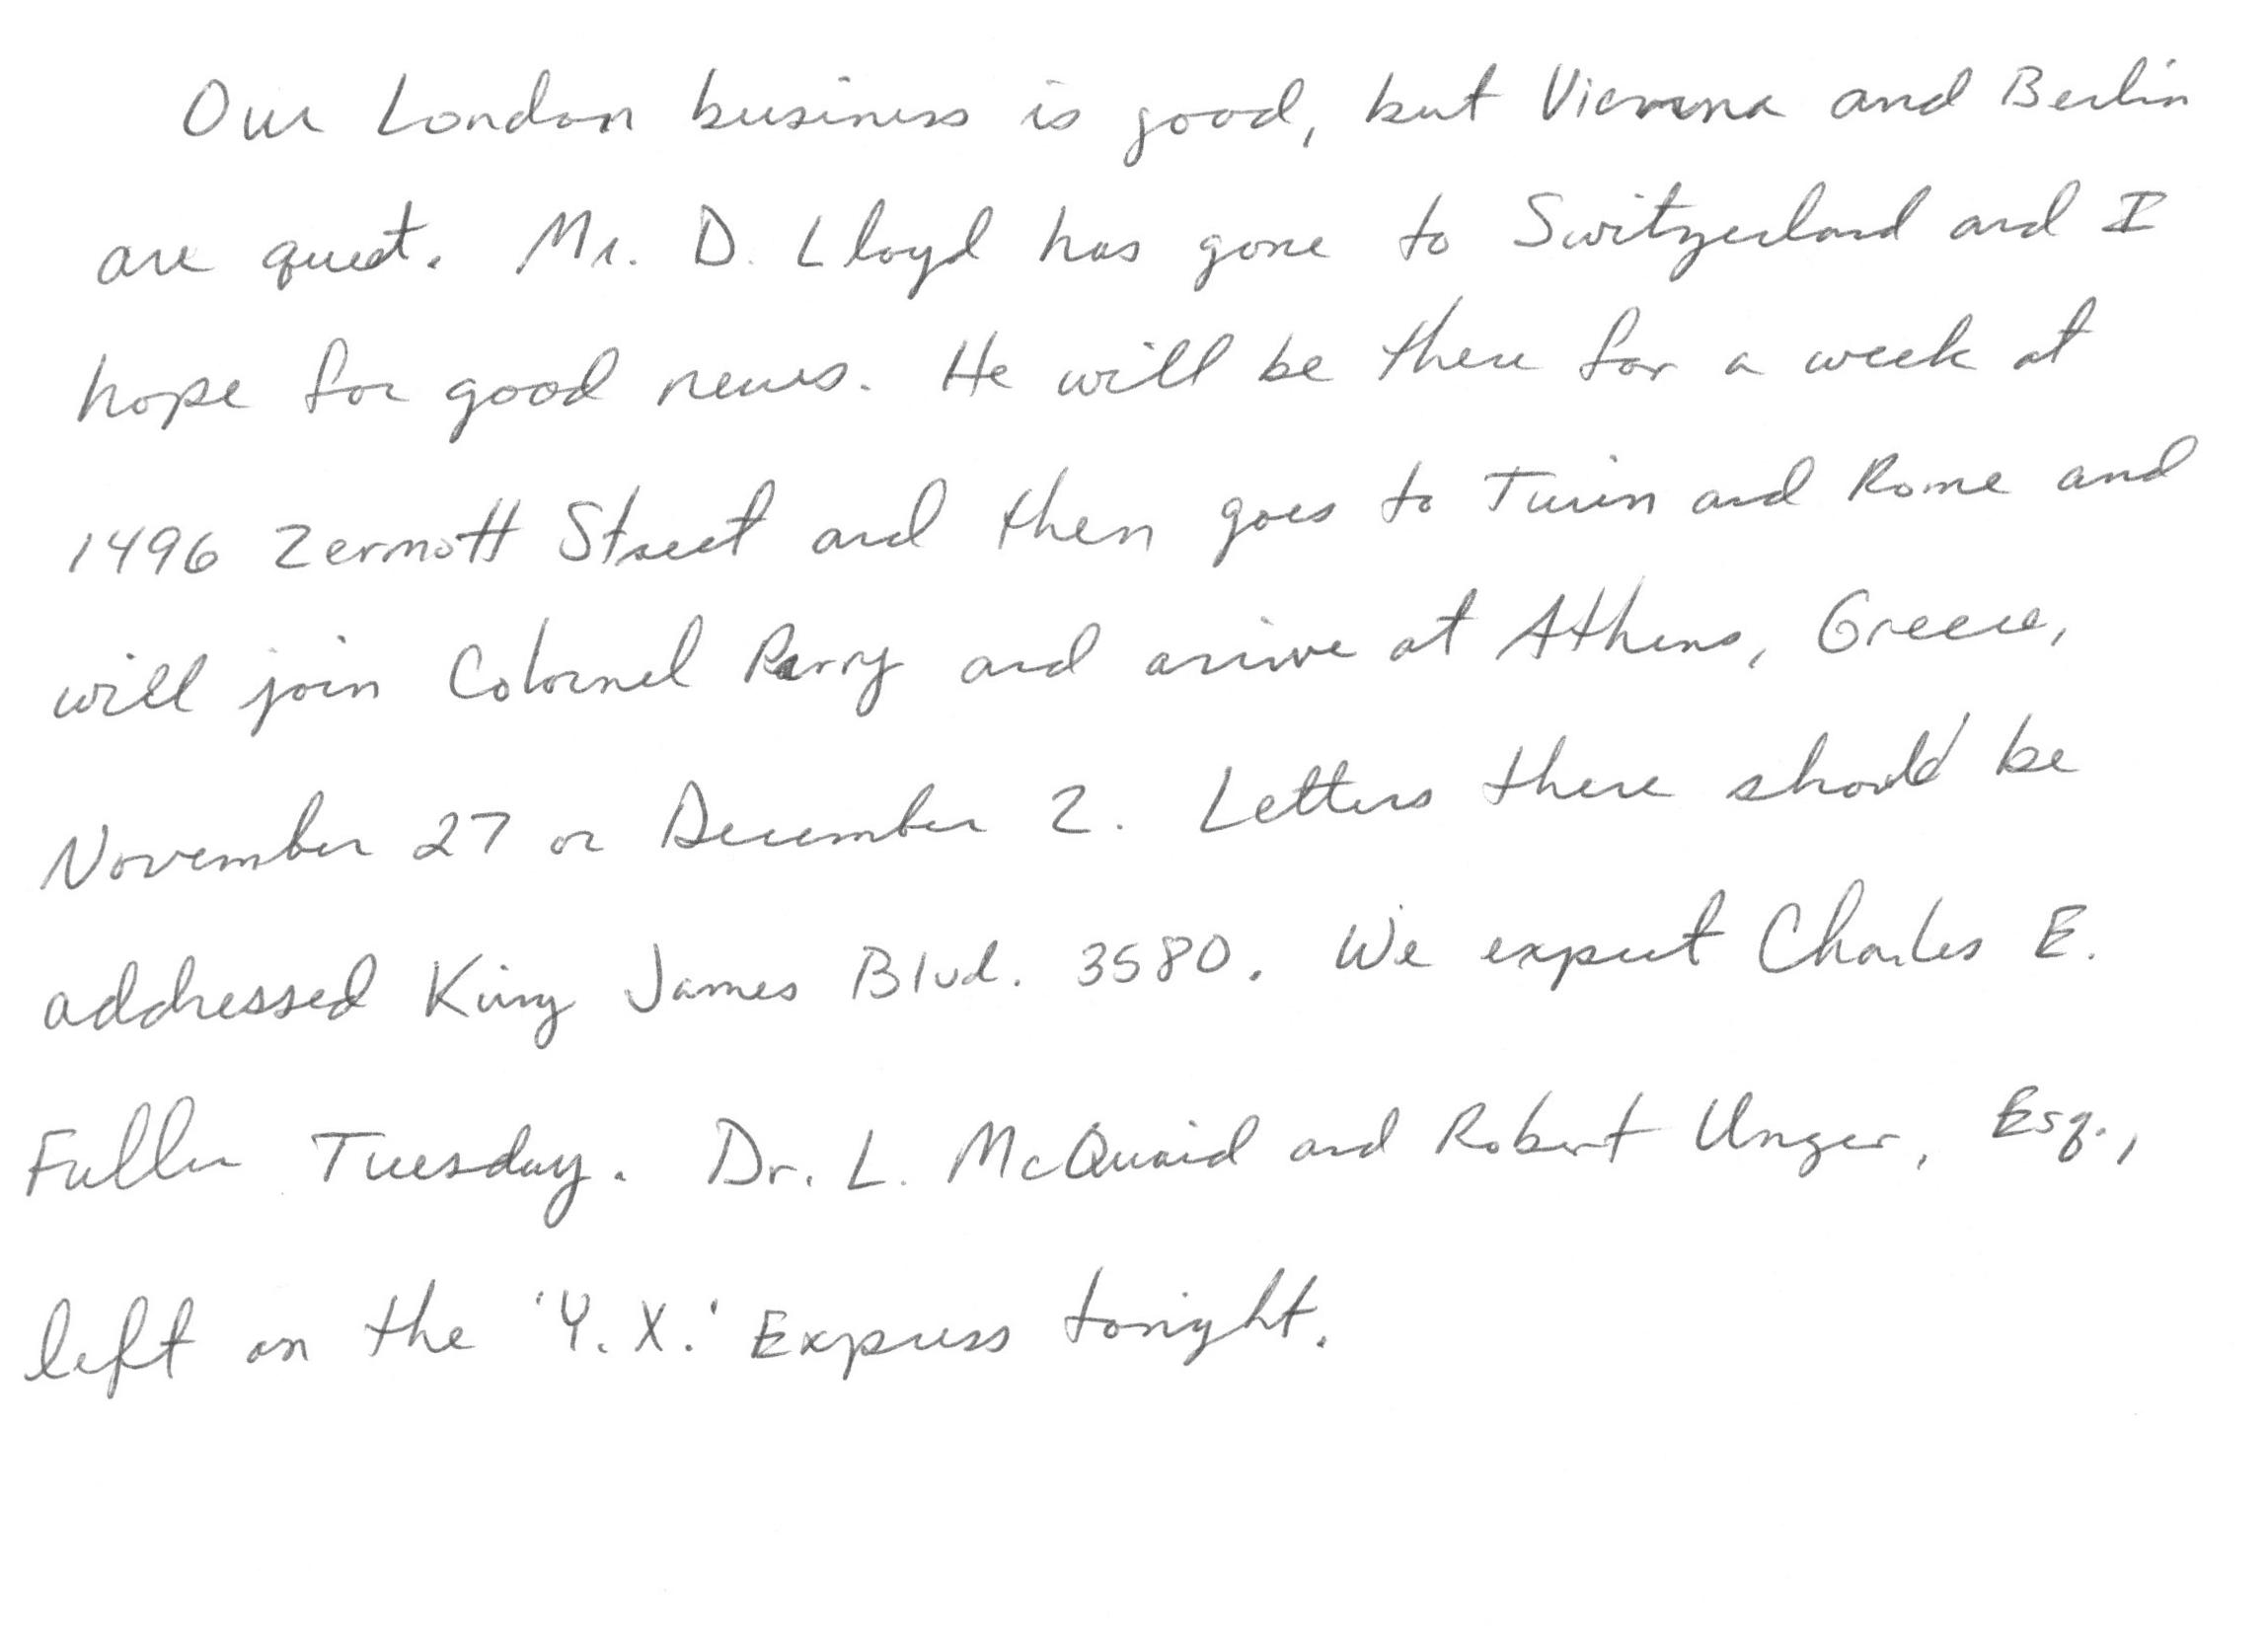 Our London business is good, but Vienna and Berlin
are quiet. Mr. D. Lloyd has gone to Switzerland and I
hope for good news. He will be there for a week at
1496 Zermott Street and then goes to Turin and Rome and
will join Colonel Parry and arrive at Athens, Greece,
November 27 or December 2. Letters there should be
addressed King James Blvd. 3580. We expect Charles E.
Fuller Tuesday. Dr. L. McQuaid and Robert Unger, Esq.,
left on the 'Y.X.' Express tonight.